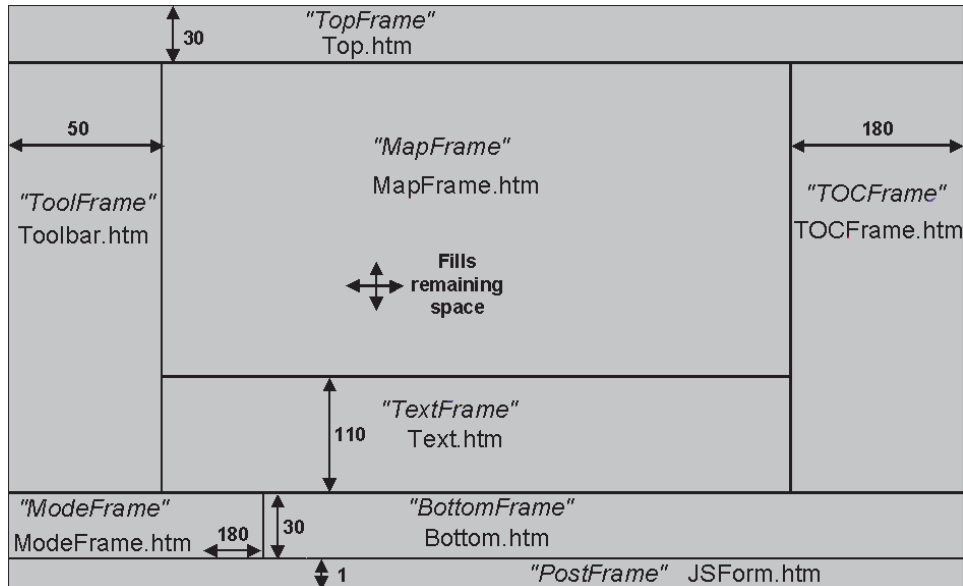 "TopFrame"
30
Top.htm
50
180
"MapFrame"
MapFrame.htm
"ToolFrame"
Toolbar.htm
"TOCFrame"
TOCFrame.htm
Fills
remaining
space
"TextFrame"
110
Text.htm
"ModeFrame"
ModeFrame.htm
180
30
"BottomFrame"
Bottom.htm
1
"PostFrame" JSForm.htm